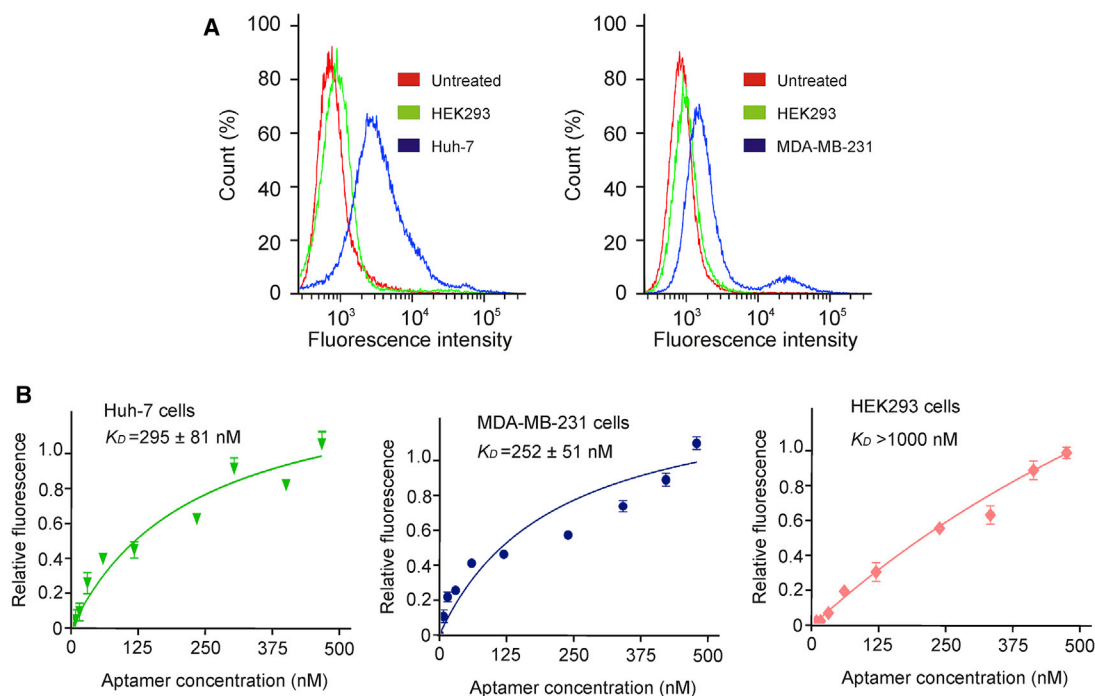 A
100
80
60
40
20
0
Count (%)
Untreated
HEK293
Huh-7
10³ 10⁴ 10⁵
Fluorescence intensity
100
80
60
40
20
0
Count (%)
Untreated
HEK293
MDA-MB-231
10³ 10⁴ 10⁵
Fluorescence intensity
B
Huh-7 cells
K_D =295 ± 81 nM
1.0
0.8
0.6
0.4
0.2
0
Relative fluorescence
0 125 250 375 500
Aptamer concentration (nM)
MDA-MB-231 cells
K_D =252 ± 51 nM
1.0
0.8
0.6
0.4
0.2
0
Relative fluorescence
0 125 250 375 500
Aptamer concentration (nM)
HEK293 cells
K_D >1000 nM
1.0
0.8
0.6
0.4
0.2
0
Relative fluorescence
0 125 250 375 500
Aptamer concentration (nM)